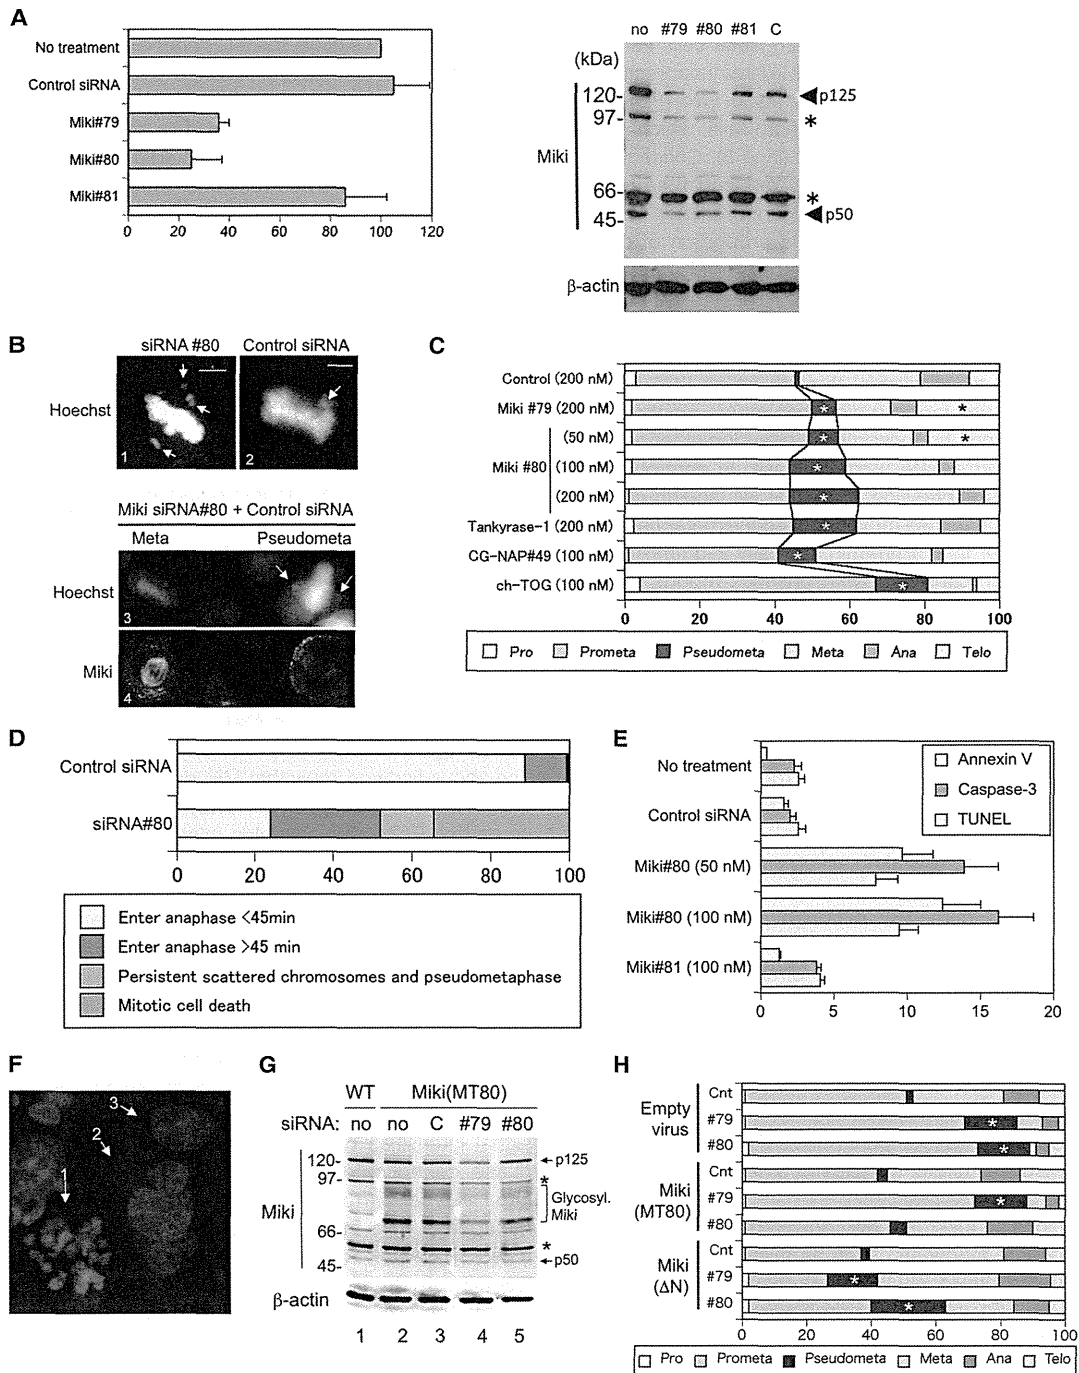 A
No treatment
Control siRNA
Miki#79
Miki#80
Miki#81
0 20 40 60 80 100 120
no #79 #80 #81 C
(kDa)
120-
97-
Miki
66-
45-
p125
*
*
p50
β-actin
B
siRNA #80 Control siRNA
Hoechst
1 2
Miki siRNA#80 + Control siRNA
Meta Pseudometa
Hoechst
3
Miki
4
C
Control (200 nM)
Miki #79 (200 nM)
(50 nM)
Miki #80 (100 nM)
(200 nM)
Tankyrase-1 (200 nM)
CG-NAP#49 (100 nM)
ch-TOG (100 nM)
0 20 40 60 80 100
Pro Prometa Pseudometa Meta Ana Telo
D
Control siRNA
siRNA#80
0 20 40 60 80 100
Enter anaphase <45min
Enter anaphase >45 min
Persistent scattered chromosomes and pseudometaphase
Mitotic cell death
E
No treatment
Control siRNA
Miki#80 (50 nM)
Miki#80 (100 nM)
Miki#81 (100 nM)
Annexin V
Caspase-3
TUNEL
0 5 10 15 20
F
3
2
1
G
WT Miki(MT80)
siRNA: no no C #79 #80
120-
97-
Miki
66-
45-
p125
*
Glycosyl.
Miki
*
p50
β-actin
1 2 3 4 5
H
Empty
virus
Cnt
#79
#80
Miki
(MT80)
Cnt
#79
#80
Miki
(ΔN)
Cnt
#79
#80
0 20 40 60 80 100
Pro Prometa Pseudometa Meta Ana Telo